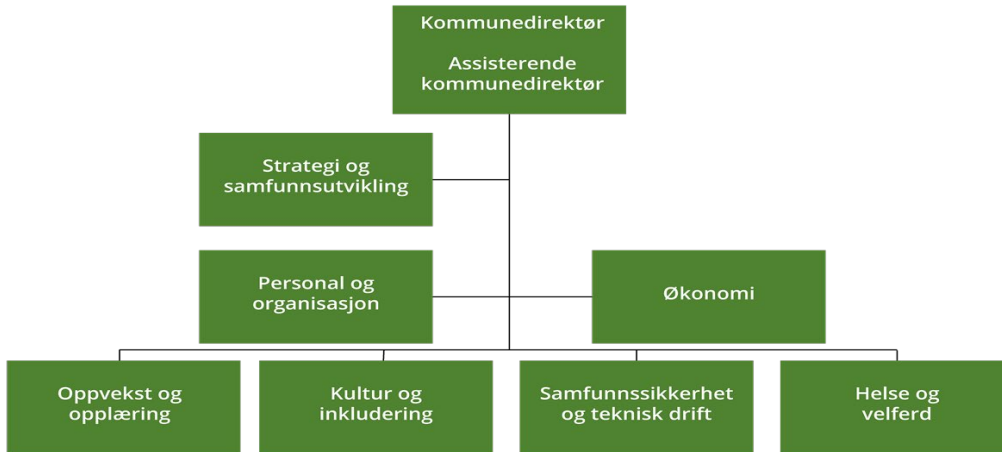 Kommunedirektør
Assisterende
kommunedirektør
Strategi og
samfunnsutvikling
Personal og
organisasjon
Økonomi
Oppvekst og
opplæring
Kultur og
inkludering
Samfunnssikkerhet
og teknisk drift
Helse og
velferd